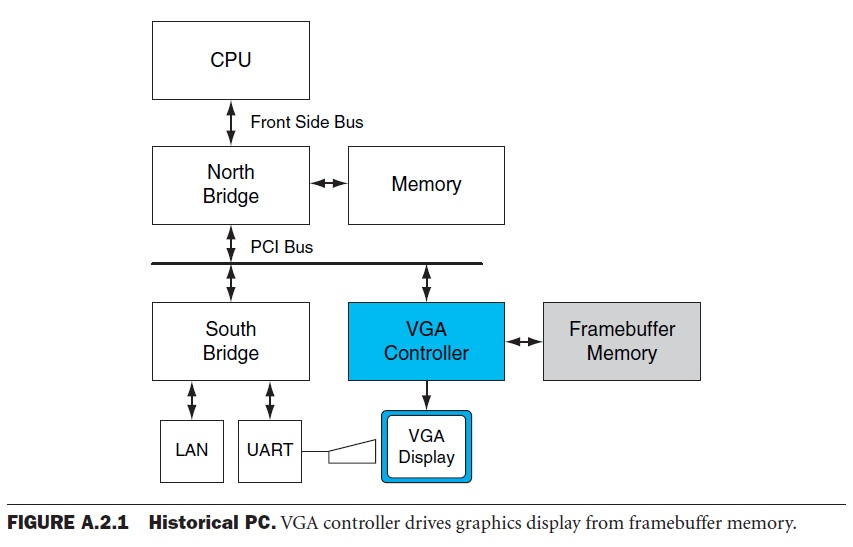 CPU
Front Side Bus
North
Bridge
Memory
PCI Bus
South
Bridge
VGA
Controller
Framebuffer
Memory
LAN
UART
VGA
Display
FIGURE A.2.1 Historical PC. VGA controller drives graphics display from framebuffer memory.